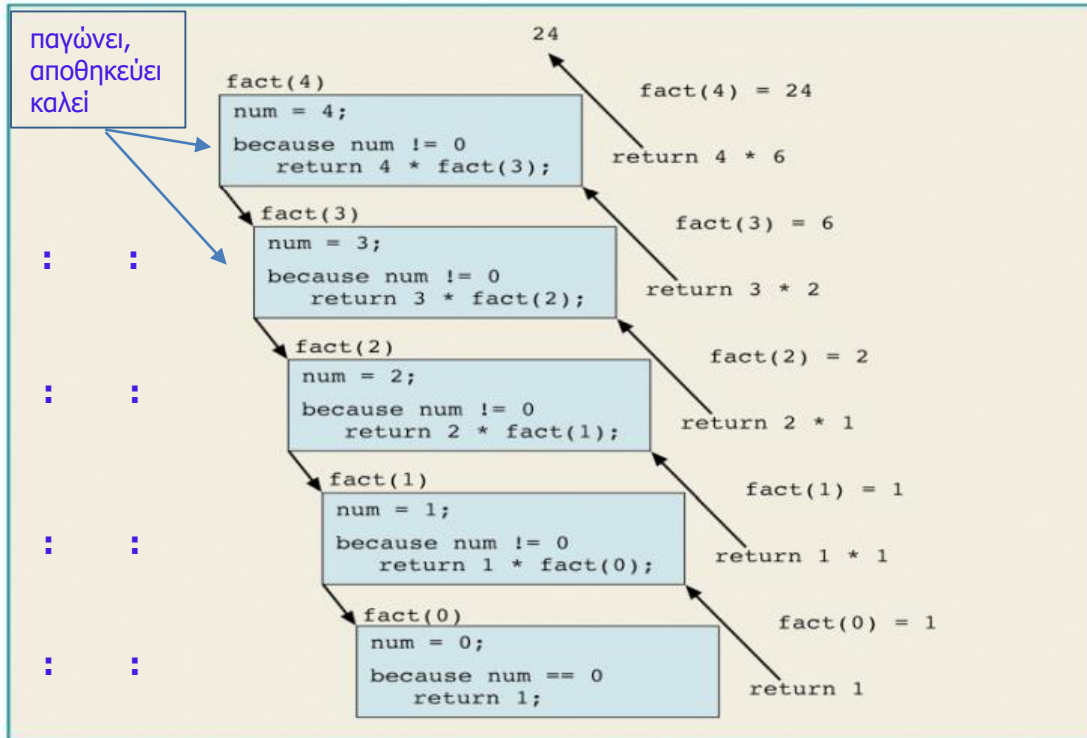 παγώνει,
αποθηκεύει
καλεί
24
fact(4)
fact(4) = 24
num = 4;
because num != 0
return 4 * fact(3);
return 4 * 6
fact(3)
fact(3) = 6
: :
num = 3;
because num != 0
return 3 * fact(2);
return 3 * 2
fact(2)
fact(2) = 2
: :
num = 2;
because num != 0
return 2 * fact(1);
return 2 * 1
fact(1)
fact(1) = 1
: :
num = 1;
because num != 0
return 1 * fact(0);
return 1 * 1
fact(0)
fact(0) = 1
: :
num = 0;
because num == 0
return 1;
return 1